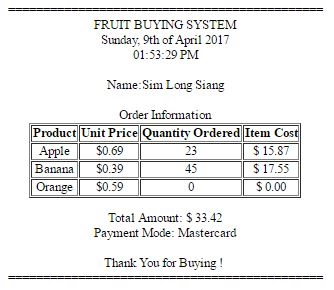 FRUIT BUYING SYSTEM
Sunday, 9th of April 2017
01:53:29 PM
Name:Sim Long Siang
Order Information
Product Unit Price Quantity Ordered Item Cost
Apple $0.69 23 $ 15.87
Banana $0.39 45 $ 17.55
Orange $0.59 0 $ 0.00
Total Amount: $ 33.42
Payment Mode: Mastercard
Thank You for Buying !